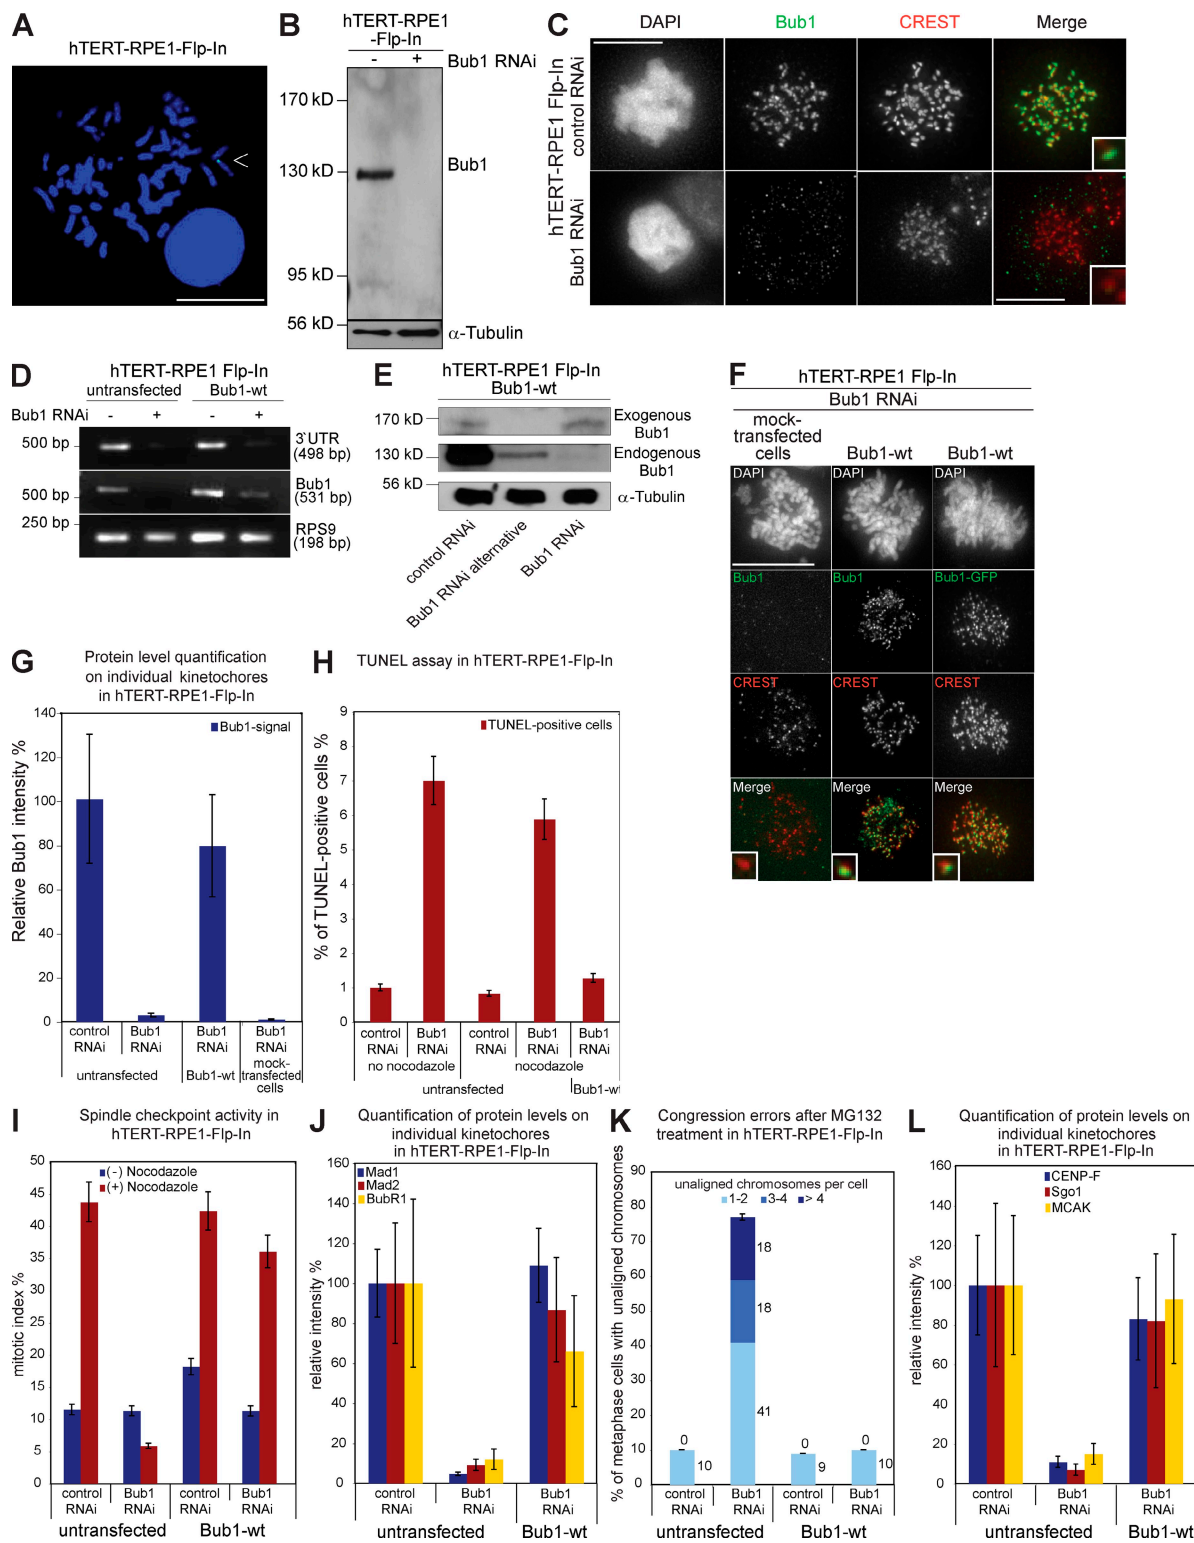 A
hTERT-RPE1-Flp-In
B
hTERT-RPE1
-Flp-In
- + Bub1 RNAi
170 kD
130 kD
95 kD
56 kD
Bub1
α-Tubulin
C
DAPI Bub1 CREST Merge
hTERT-RPE1 Flp-In
control RNAi
Bub1 RNAi
D
hTERT-RPE1 Flp-In
untransfected Bub1-wt
Bub1 RNAi - + - +
500 bp
3`UTR
(498 bp)
500 bp
Bub1
(531 bp)
250 bp
RPS9
(198 bp)
E
hTERT-RPE1 Flp-In
Bub1-wt
170 kD
Exogenous
Bub1
130 kD
Endogenous
Bub1
56 kD
α-Tubulin
control RNAi
Bub1 RNAi alternative
Bub1 RNAi
F
hTERT-RPE1 Flp-In
Bub1 RNAi
mock-
transfected
cells
Bub1-wt
Bub1-wt
DAPI DAPI DAPI
Bub1 Bub1 Bub1-GFP
CREST CREST CREST
Merge Merge Merge
G
Protein level quantification
on individual kinetochores
in hTERT-RPE1-Flp-In
Relative Bub1 intensity %
140
120
100
80
60
40
20
0
Bub1-signal
control RNAi
Bub1 RNAi
Bub1 RNAi
Bub1 RNAi
untransfected
Bub1-wt
mock-
transfected
cells
H
TUNEL assay in hTERT-RPE1-Flp-In
% of TUNEL-positive cells %
9
8
7
6
5
4
3
2
1
0
TUNEL-positive cells
control RNAi
Bub1 RNAi
control RNAi
Bub1 RNAi
Bub1 RNAi
no nocodazole
nocodazole
untransfected
Bub1-wt
I
Spindle checkpoint activity in
hTERT-RPE1-Flp-In
mitotic index %
50
45
40
35
30
25
20
15
10
5
0
(-) Nocodazole
(+) Nocodazole
control RNAi
Bub1 RNAi
control RNAi
Bub1 RNAi
untransfected
Bub1-wt
J
Quantification of protein levels on
individual kinetochores
in hTERT-RPE1-Flp-In
relative intensity %
160
140
120
100
80
60
40
20
0
Mad1
Mad2
BubR1
control RNAi
Bub1 RNAi
Bub1 RNAi
untransfected
Bub1-wt
K
Congression errors after MG132
treatment in hTERT-RPE1-Flp-In
% of metaphase cells with unaligned chromosomes
90
80
70
60
50
40
30
20
10
0
unaligned chromosomes per cell
1-2 3-4 > 4
0
10
18
18
41
0
9
0
10
control RNAi
Bub1 RNAi
control RNAi
Bub1 RNAi
untransfected
Bub1-wt
L
Quantification of protein levels on
individual kinetochores
in hTERT-RPE1-Flp-In
relative intensity %
160
140
120
100
80
60
40
20
0
CENP-F
Sgo1
MCAK
control RNAi
Bub1 RNAi
Bub1 RNAi
untransfected
Bub1-wt